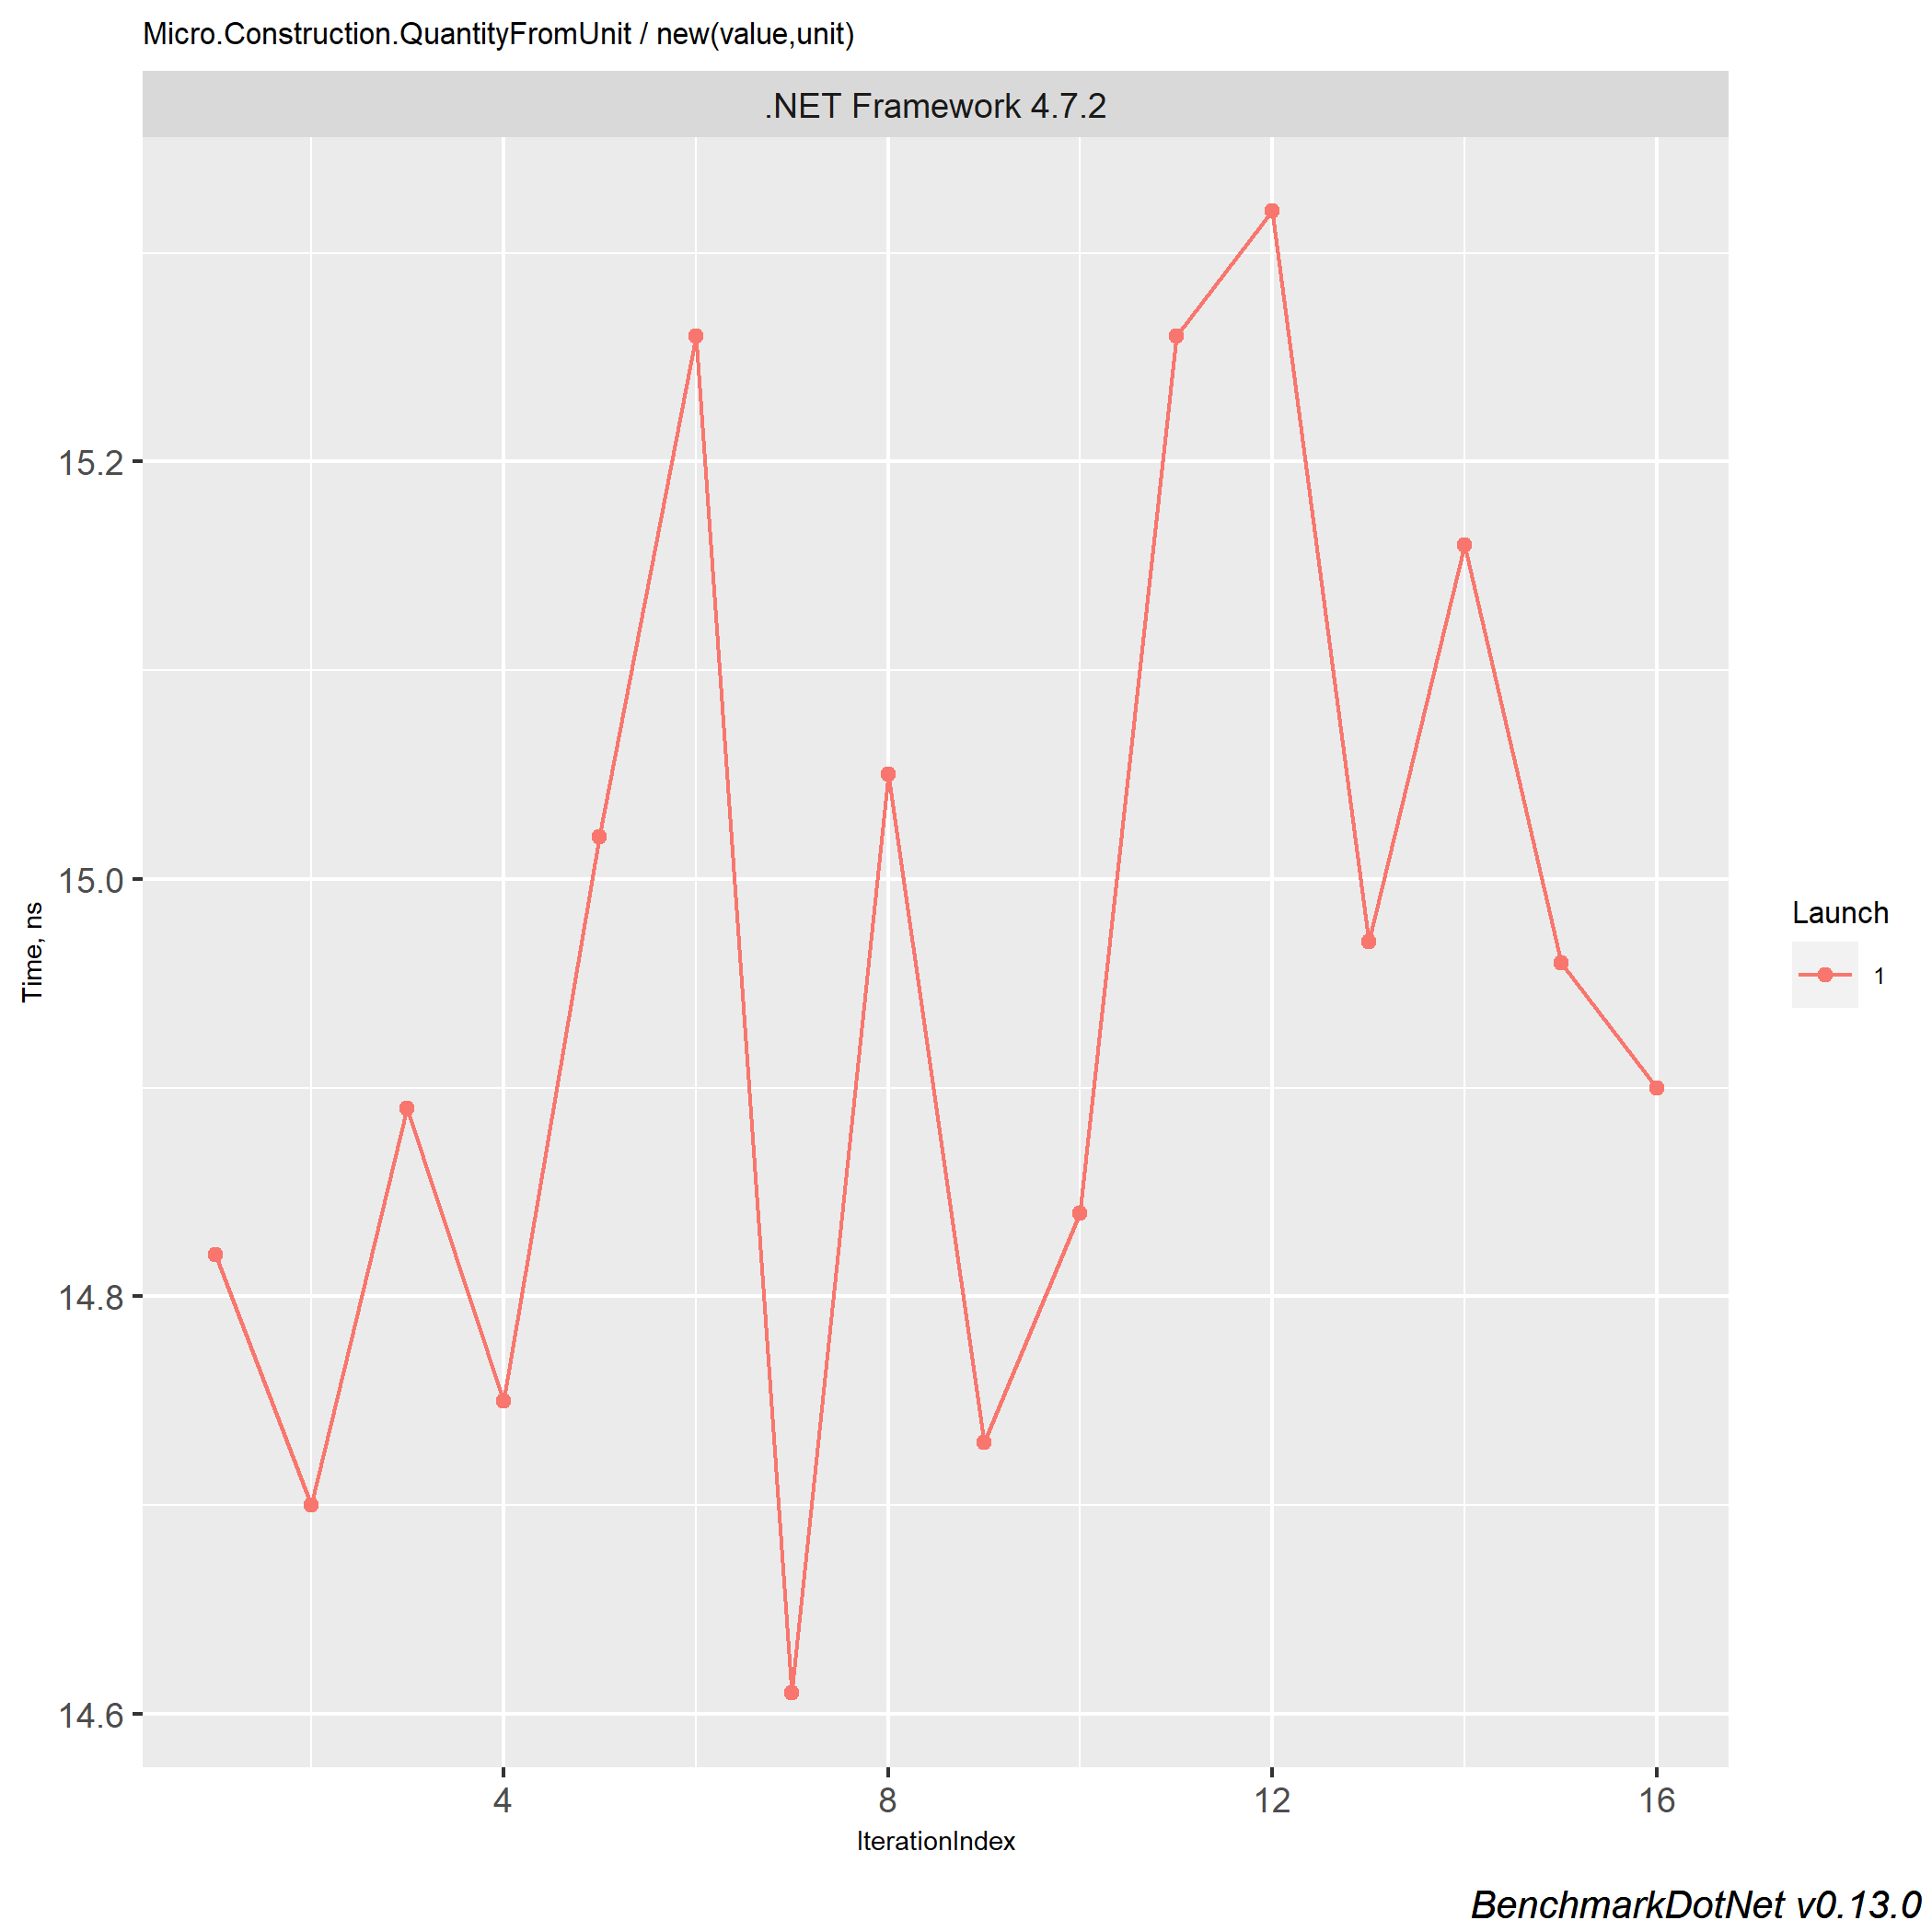 Micro.Construction.QuantityFromUnit / new(value,unit)
.NET Framework 4.7.2
15.2
15.0
14.8
14.6
Time, ns
4
8
12
16
IterationIndex
Launch
1
BenchmarkDotNet v0.13.0